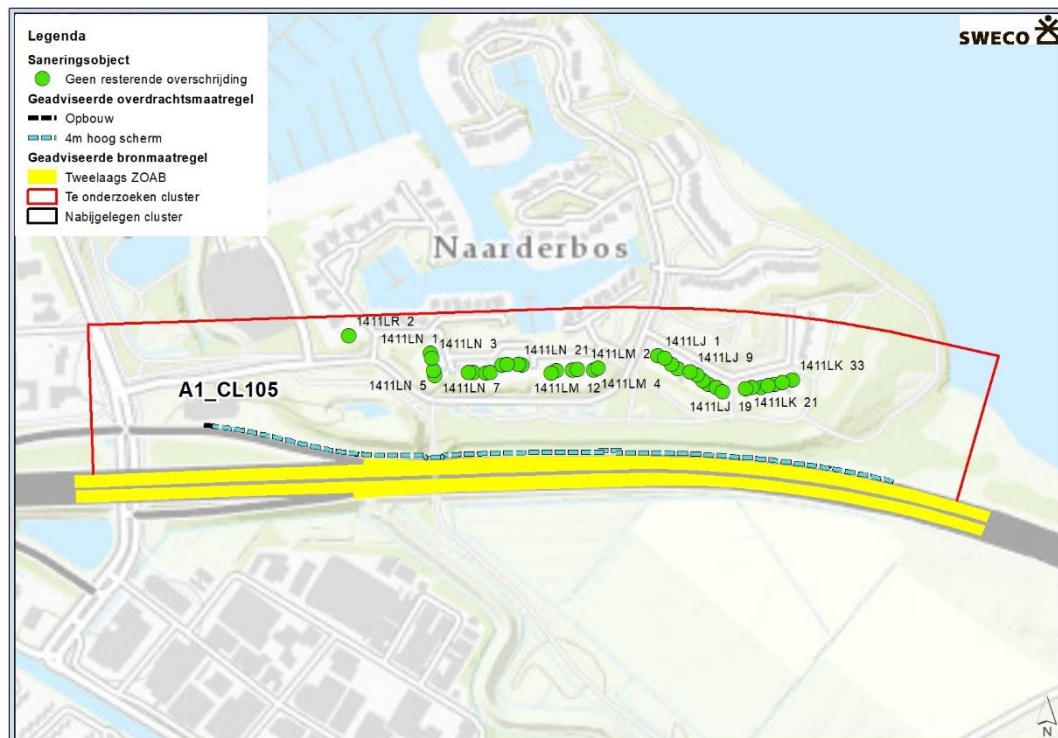 Legenda
Saneringsobject
Geen resterende overschrijding
Geadviseerde overdrachtsmaatregel
Opbouw
4m hoog scherm
Geadviseerde bronmaatregel
Tweelaags ZOAB
Te onderzoeken cluster
Nabijgelegen cluster
SWECO
Naarderbos
1411LR 2
1411LN 1
1411LN 3
1411LN 21
1411LM 2
1411LJ 1
1411LJ 9
1411LK 33
A1_CL105
1411LN 5
1411LN 7
1411LM 12
1411LM 4
1411LJ 19
1411LK 21
N